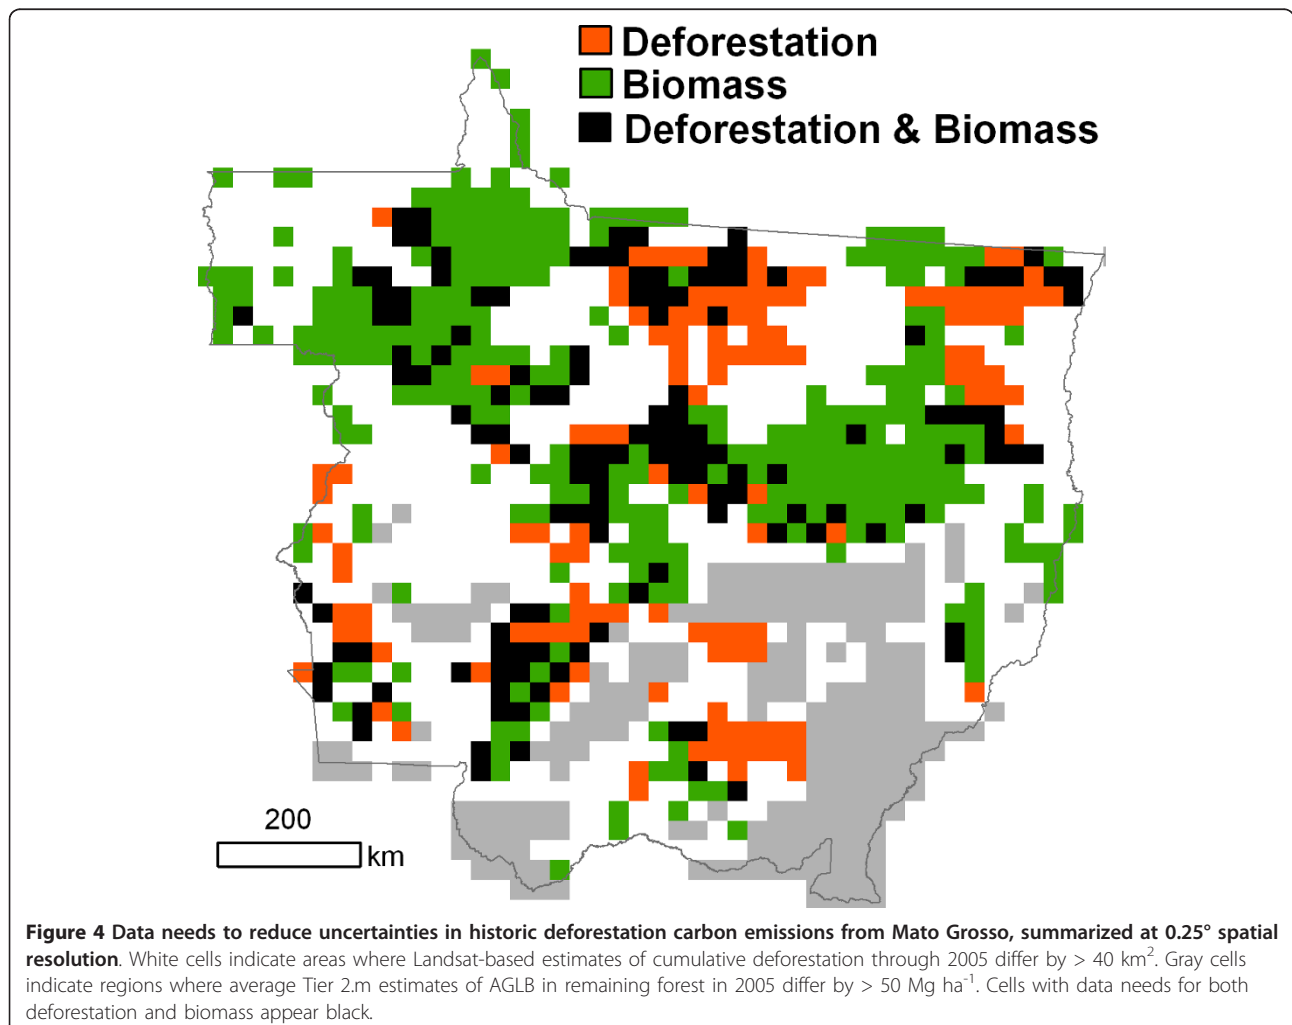 Deforestation
Biomass
Deforestation & Biomass
200
km
Figure 4 Data needs to reduce uncertainties in historic deforestation carbon emissions from Mato Grosso, summarized at 0.25° spatial
resolution. White cells indicate areas where Landsat-based estimates of cumulative deforestation through 2005 differ by > 40 km². Gray cells
indicate regions where average Tier 2.m estimates of AGLB in remaining forest in 2005 differ by > 50 Mg ha⁻¹. Cells with data needs for both
deforestation and biomass appear black.